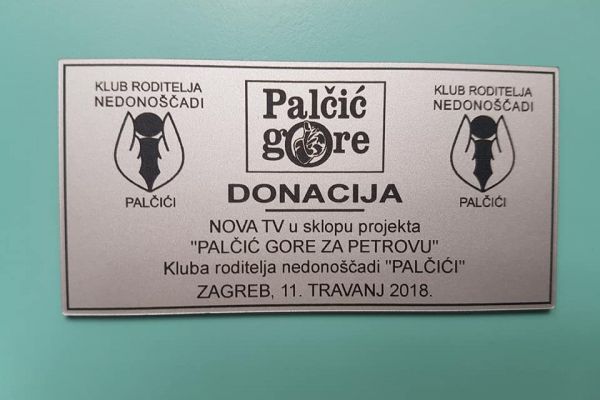 KLUB RODITELJA
NEDONOŠČADI
PALČIĆI
Palčić
gore
KLUB RODITELJA
NEDONOŠČADI
PALČIĆI
DONACIJA
NOVA TV u sklopu projekta
"PALČIĆ GORE ZA PETROVU"
Kluba roditelja nedonoščadi "PALČIĆI"
ZAGREB, 11. TRAVANJ 2018.